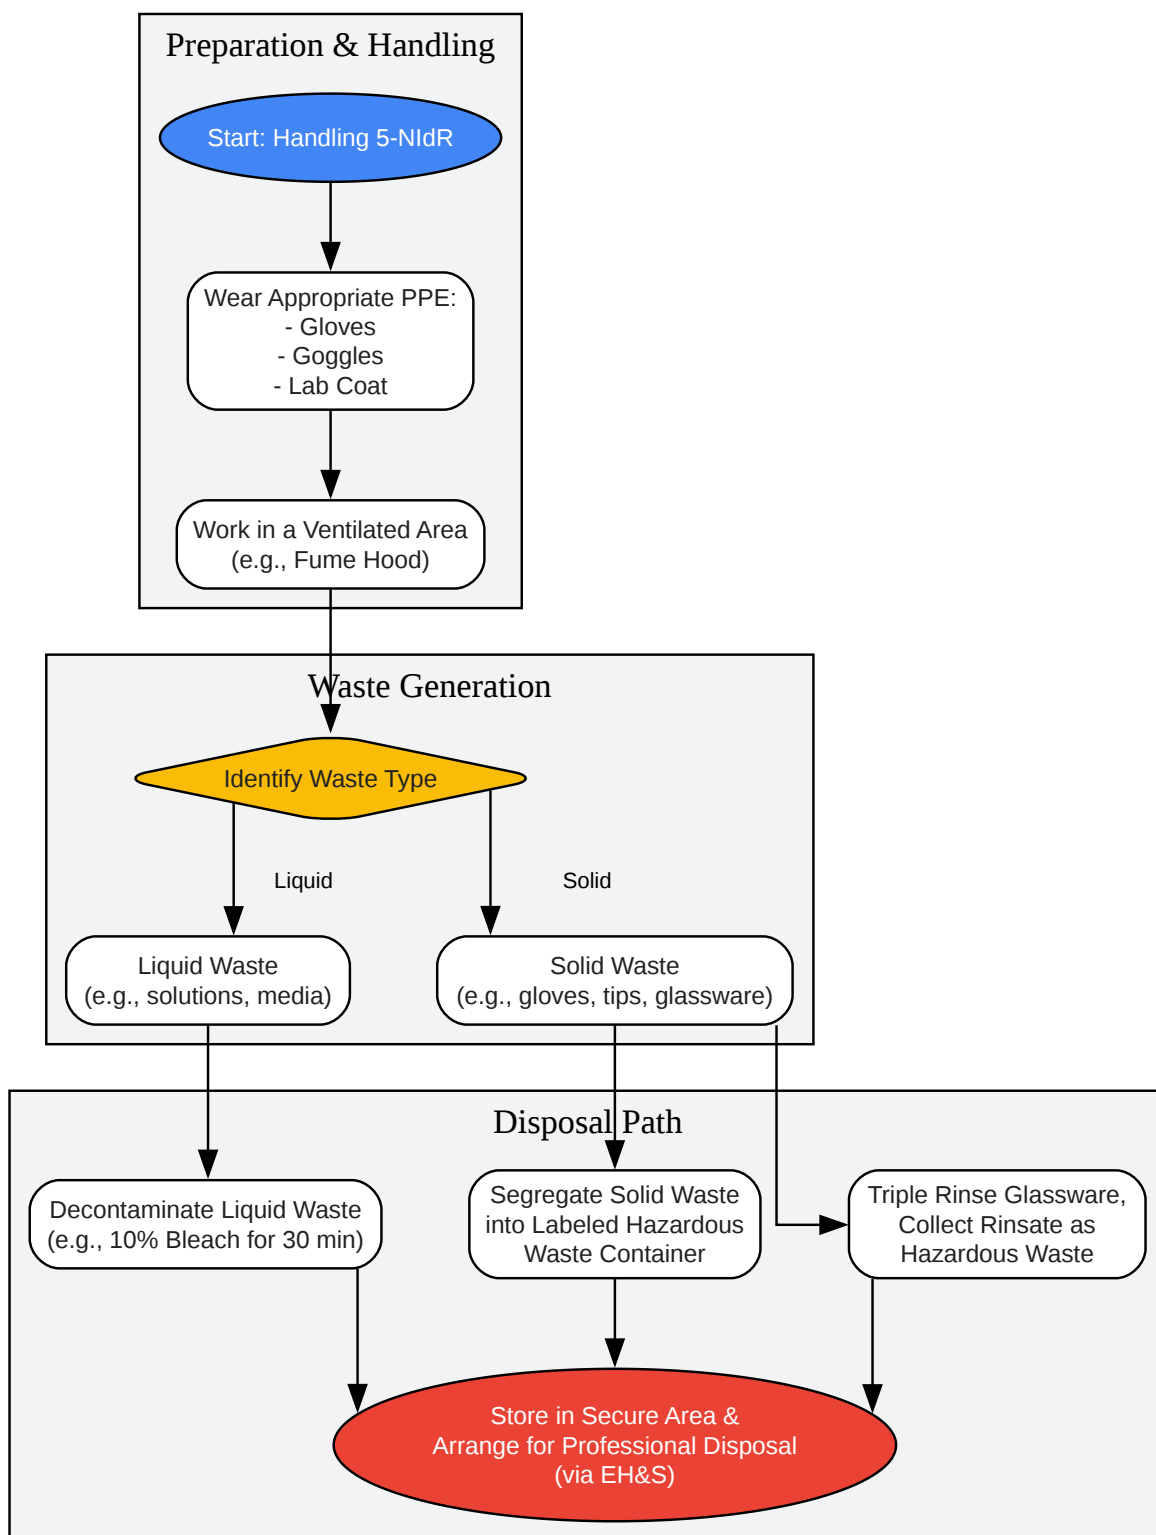 Preparation & Handling
Start: Handling 5-NIdR
Wear Appropriate PPE:
- Gloves
- Goggles
- Lab Coat
Work in a Ventilated Area
(e.g., Fume Hood)
Waste Generation
Identify Waste Type
Liquid
Solid
Liquid Waste
(e.g., solutions, media)
Solid Waste
(e.g., gloves, tips, glassware)
Disposal Path
Decontaminate Liquid Waste
(e.g., 10% Bleach for 30 min)
Segregate Solid Waste
into Labeled Hazardous
Waste Container
Triple Rinse Glassware,
Collect Rinsate as
Hazardous Waste
Store in Secure Area &
Arrange for Professional Disposal
(via EH&S)